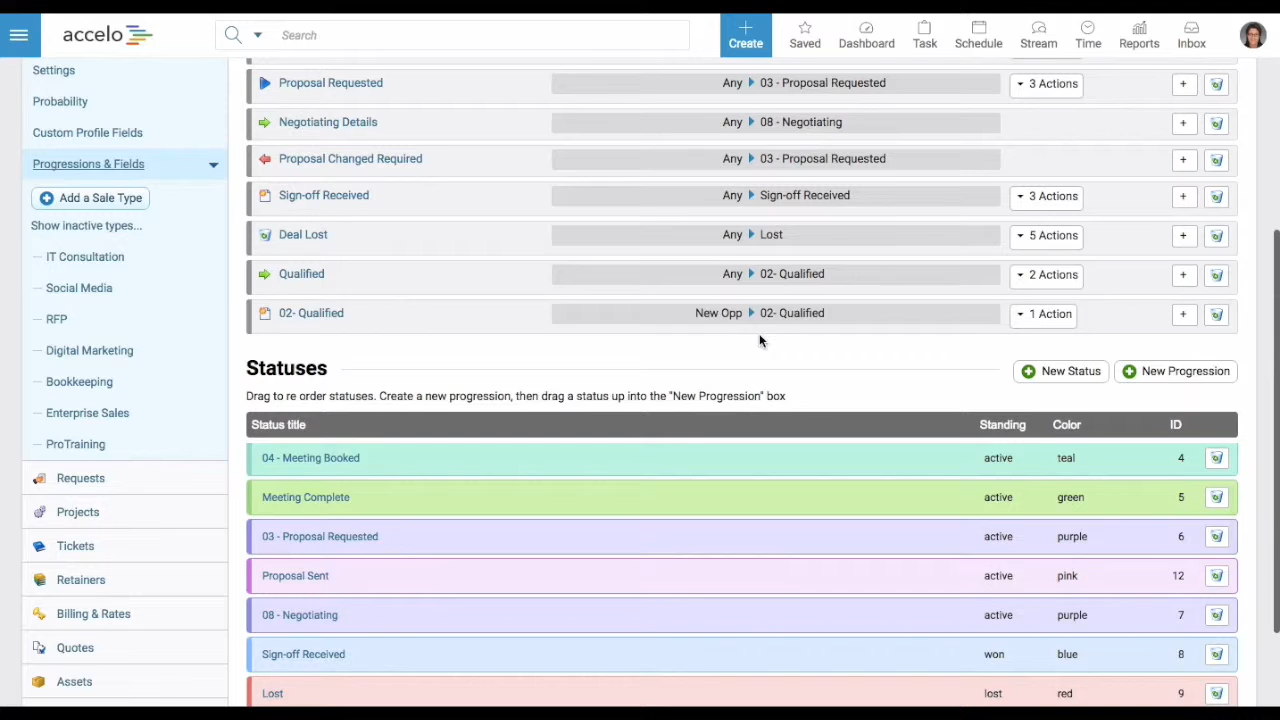 accelo
Search
Create
Saved
Dashboard
Task
Schedule
Stream
Time
Reports
Inbox
Settings
Probability
Custom Profile Fields
Progressions & Fields
Add a Sale Type
Show inactive types...
IT Consultation
Social Media
RFP
Digital Marketing
Bookkeeping
Enterprise Sales
ProTraining
Requests
Projects
Tickets
Retainers
Billing & Rates
Quotes
Assets
Proposal Requested Any 03 - Proposal Requested 3 Actions +
Negotiating Details Any 08 - Negotiating +
Proposal Changed Required Any 03 - Proposal Requested +
Sign-off Received Any Sign-off Received 3 Actions +
Deal Lost Any Lost 5 Actions +
Qualified Any 02- Qualified 2 Actions +
02- Qualified New Opp 02- Qualified 1 Action +
Statuses New Status New Progression
Drag to re order statuses. Create a new progression, then drag a status up into the "New Progression" box
Status title Standing Color ID
04 - Meeting Booked active teal 4
Meeting Complete active green 5
03 - Proposal Requested active purple 6
Proposal Sent active pink 12
08 - Negotiating active purple 7
Sign-off Received won blue 8
Lost lost red 9